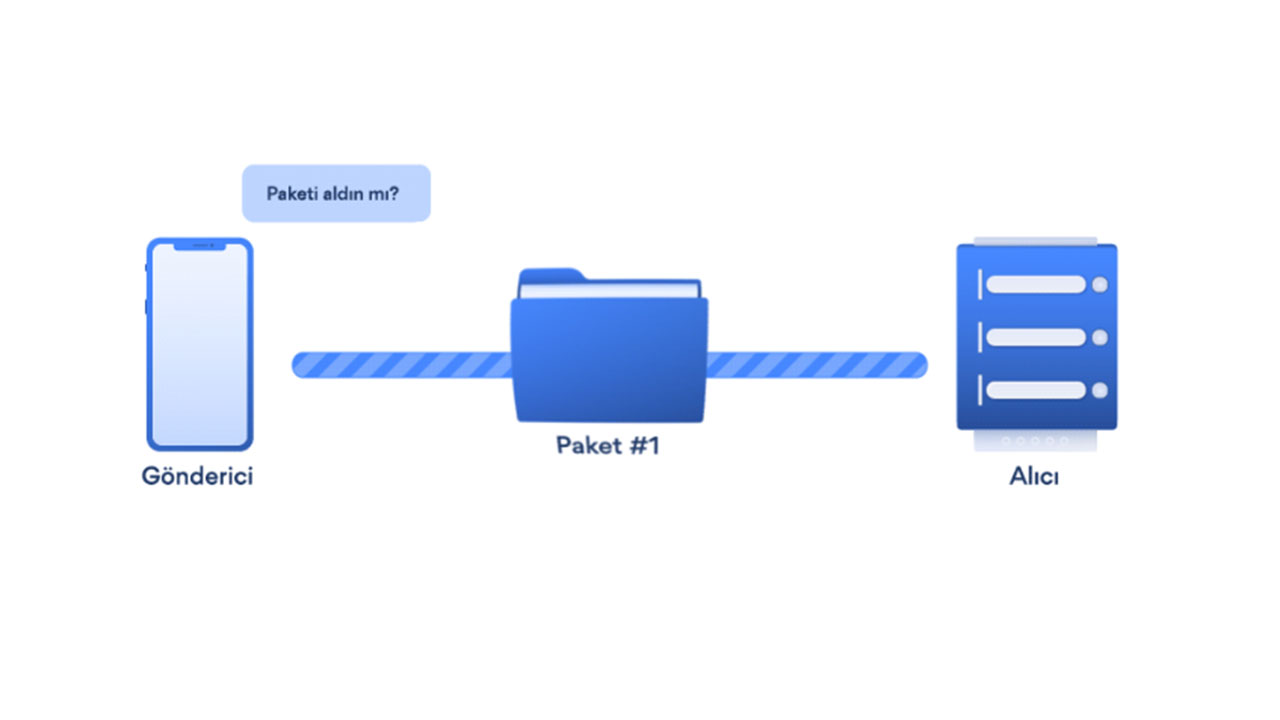 Paketi aldın mı?
Paket #1
Gönderici
Alıcı